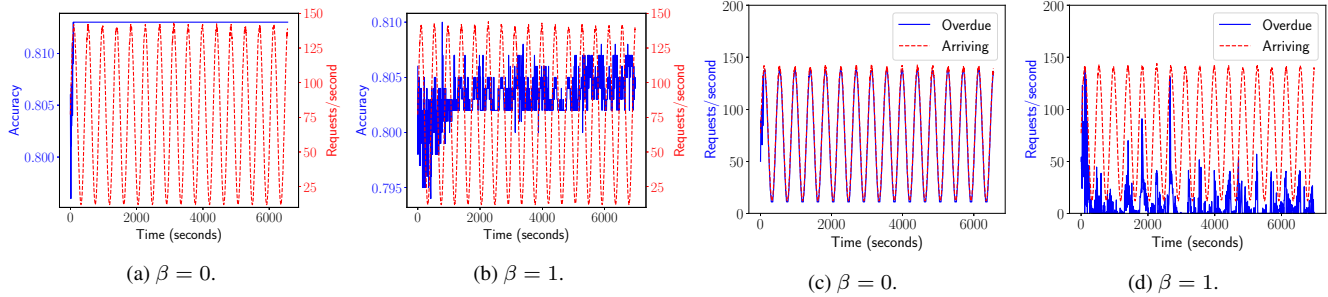 0.810
0.805
0.800
Accuracy
150
125
100
75
50
25
Requests/second
0
2000
4000
6000
Time (seconds)
(a) β = 0.
0.810
0.805
0.800
0.795
Accuracy
150
125
100
75
50
25
Requests/second
0
2000
4000
6000
Time (seconds)
(b) β = 1.
200
150
100
50
0
Requests/second
Overdue
Arriving
0
2000
4000
6000
Time (seconds)
(c) β = 0.
200
150
100
50
0
Requests/second
Overdue
Arriving
0
2000
4000
6000
Time (seconds)
(d) β = 1.